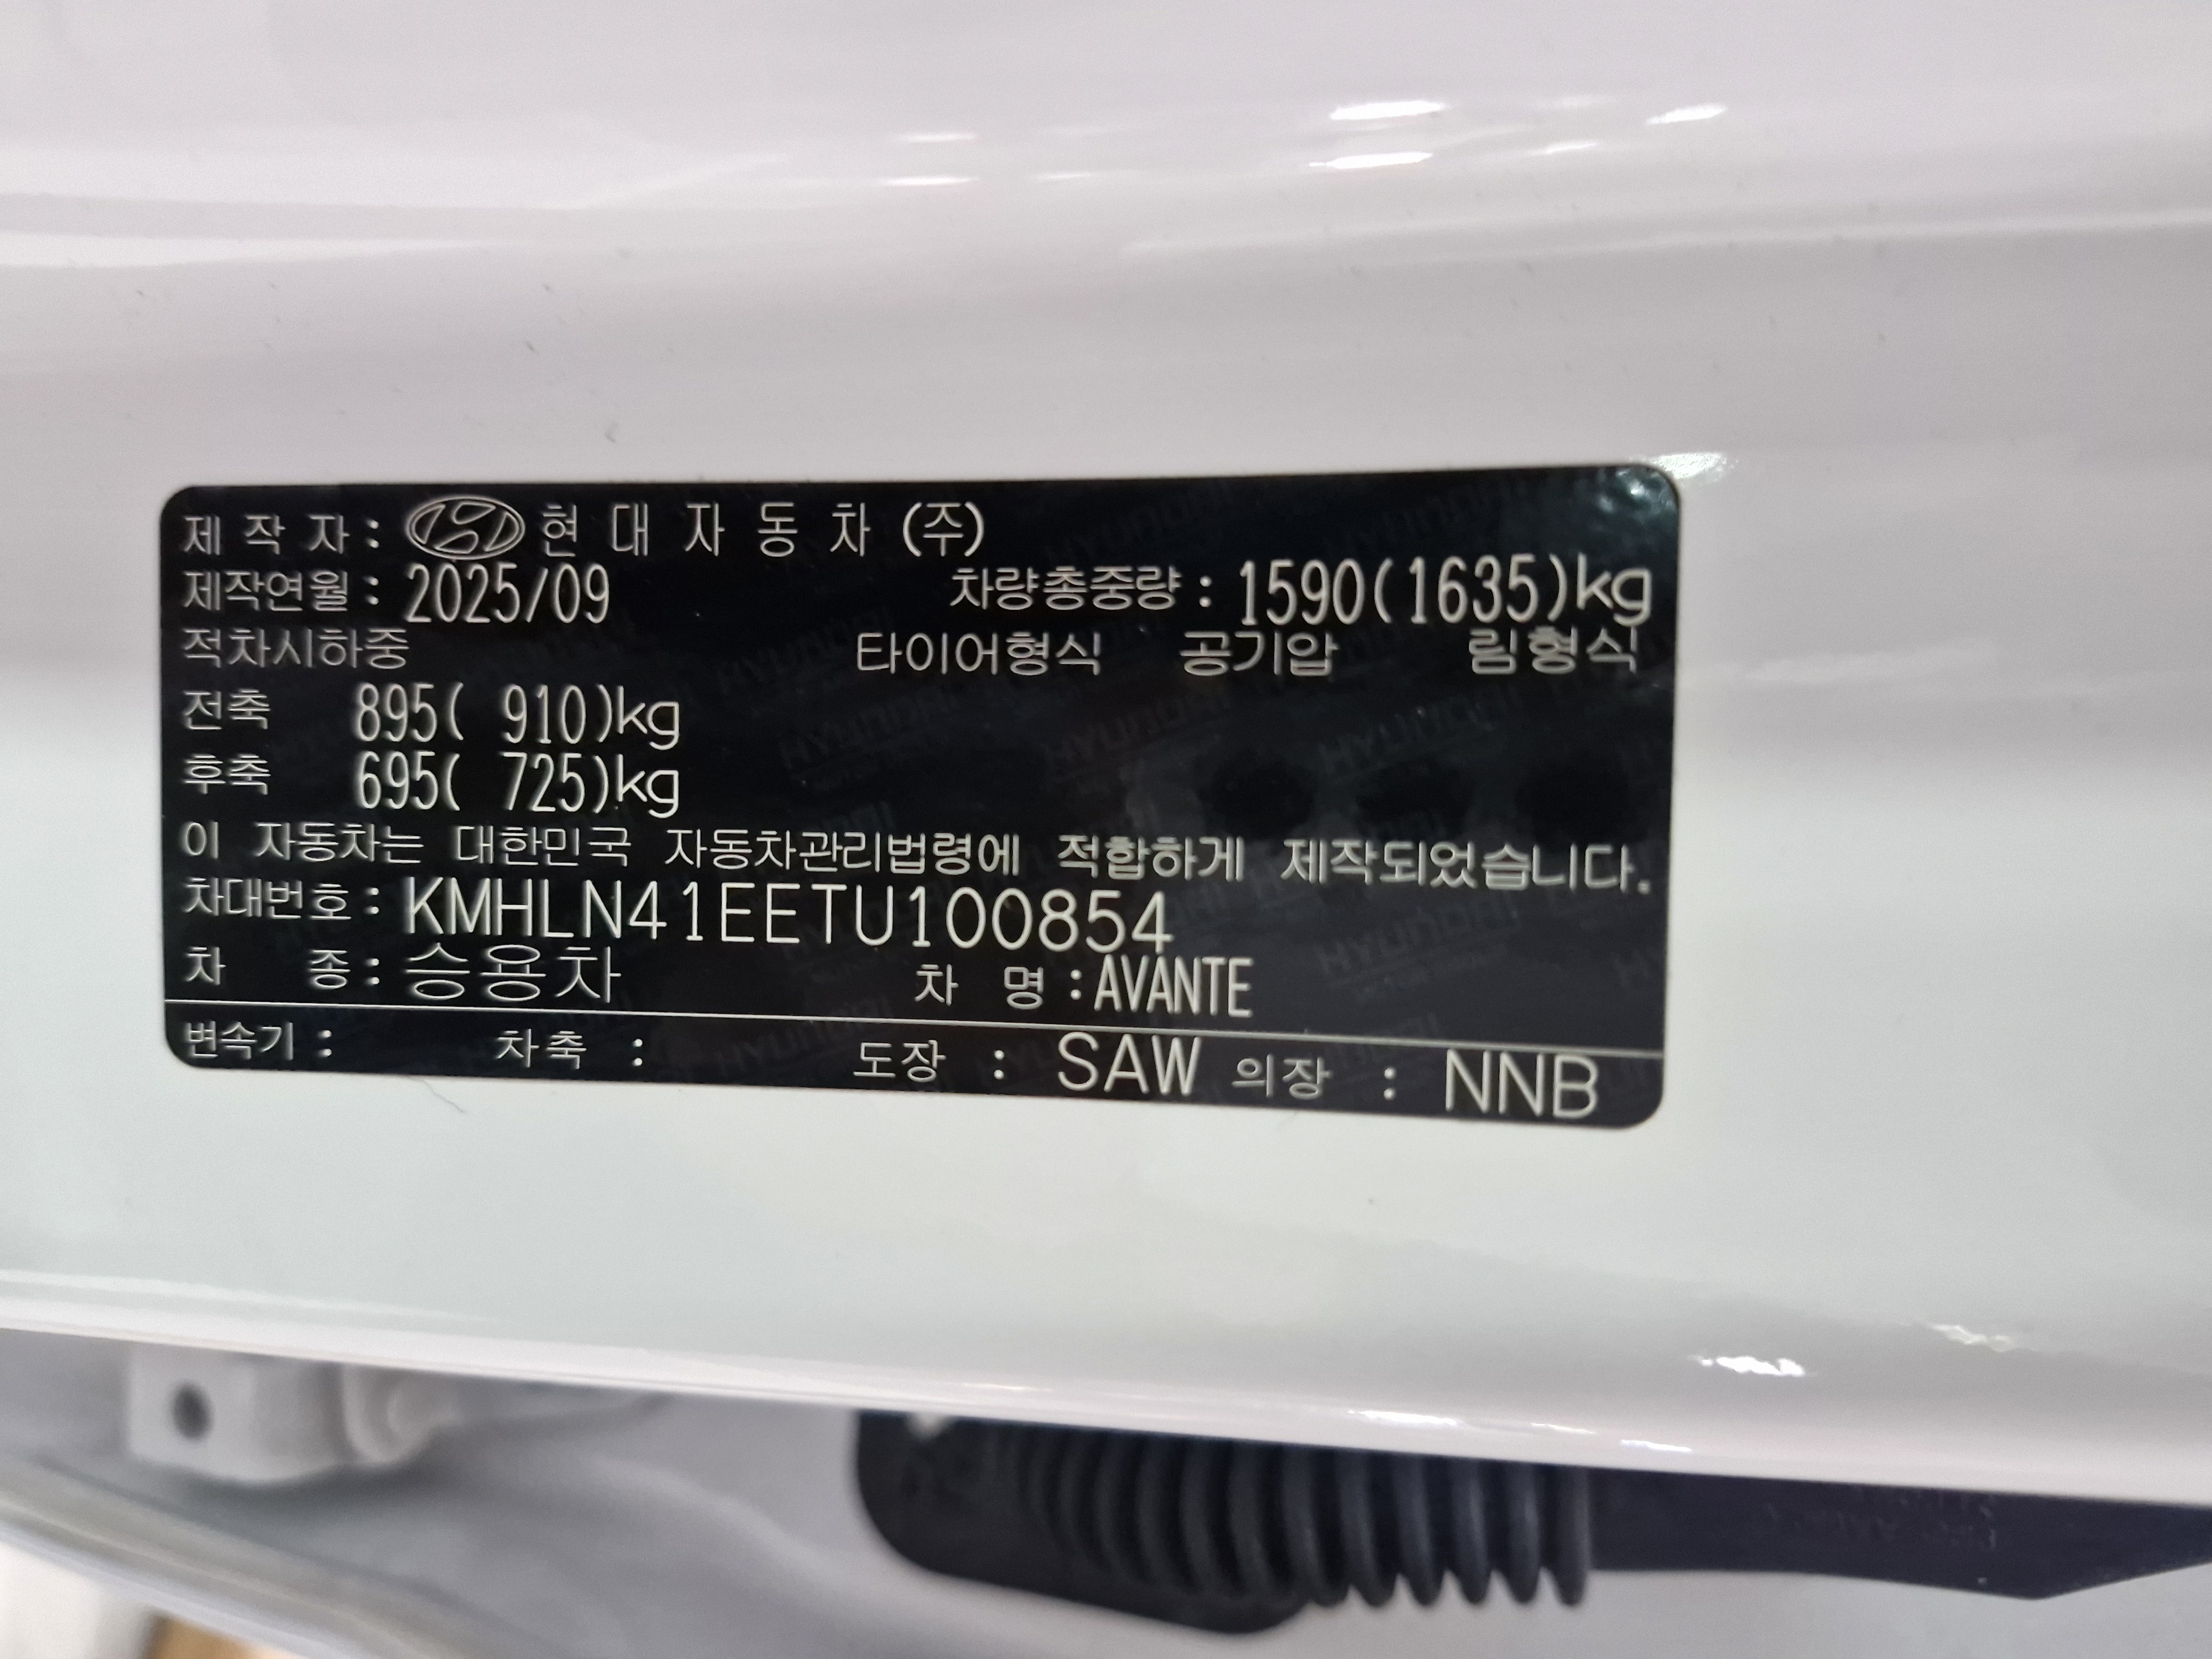 제 작 자 : 현 대 자 동 차 (주)
제작연월 : 2025/09 차량총중량 : 1590(1635)kg
적차시하중 타이어형식 공기압 림형식
전축 895( 910)kg
후축 695( 725)kg
이 자동차는 대한민국 자동차관리법령에 적합하게 제작되었습니다.
차대번호 : KMHLN41EETU100854
차 종 : 승용차 차 명 : AVANTE
변속기 : 차축 : 도장 : SAW 의장 : NNB